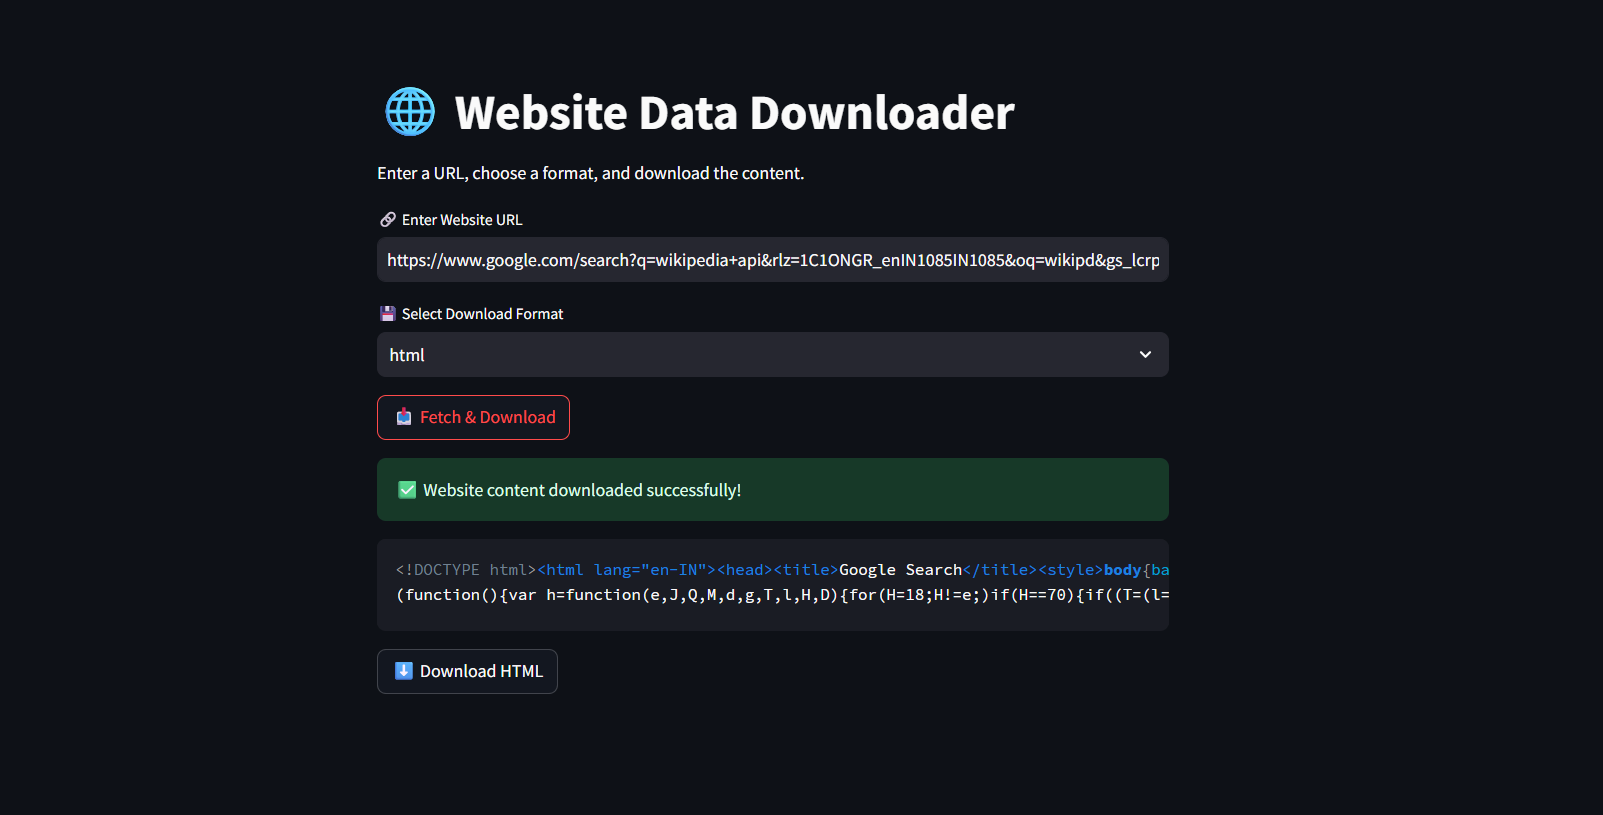 Website Data Downloader
Enter a URL, choose a format, and download the content.
Enter Website URL
https://www.google.com/search?q=wikipedia+api&rlz=1C1ONGR_enIN1085IN1085&oq=wikipd&gs_lcrp
Select Download Format
html
Fetch & Download
Website content downloaded successfully!
<!DOCTYPE html><html lang="en-IN"><head><title>Google Search</title><style>body{ba
(function(){var h=function(e,J,Q,M,d,g,T,l,H,D){for(H=18;H!=e;)if(H==70){if((T=(l=
Download HTML